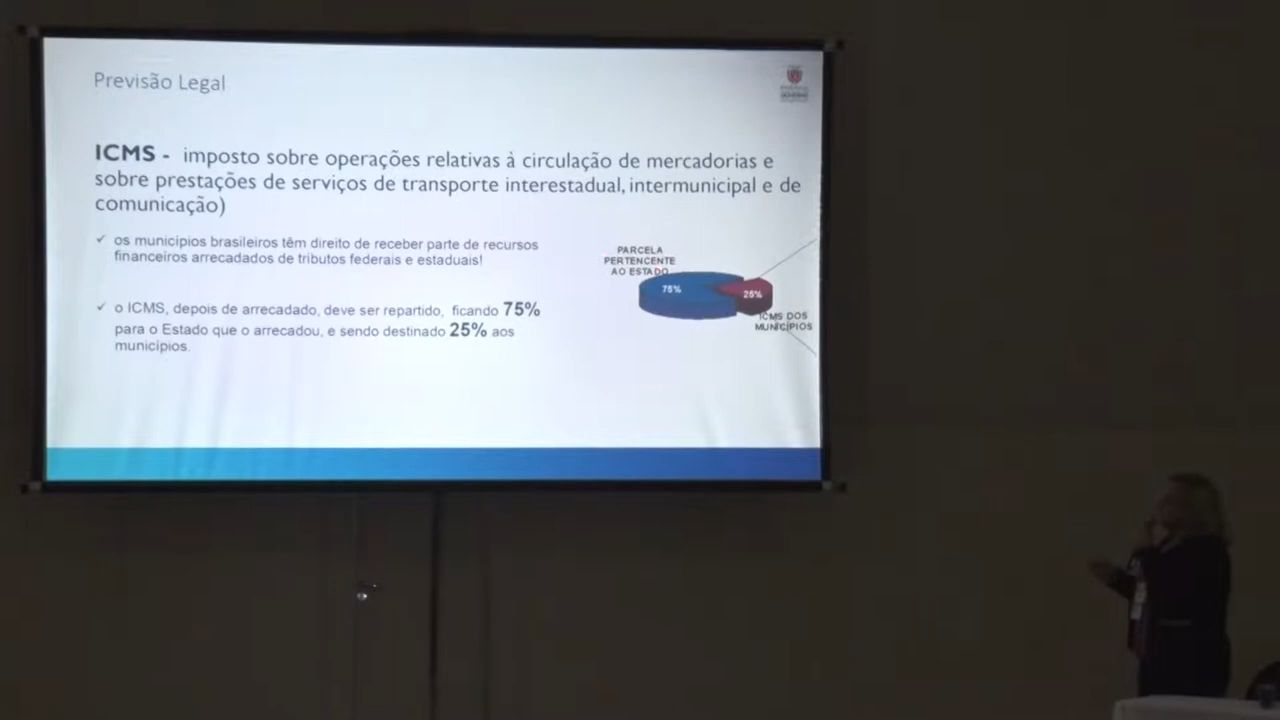 Previsão Legal
ICMS - imposto sobre operações relativas à circulação de mercadorias e
sobre prestações de serviços de transporte interestadual, intermunicipal e de
comunicação)
✓ os municípios brasileiros têm direito de receber parte de recursos
financeiros arrecadados de tributos federais e estaduais!
✓ o ICMS, depois de arrecadado, deve ser repartido, ficando 75%
para o Estado que o arrecadou, e sendo destinado 25% aos
municípios.
PARCELA
PERTENCENTE
AO ESTADO
75%
25%
ICMS DOS
MUNICÍPIOS